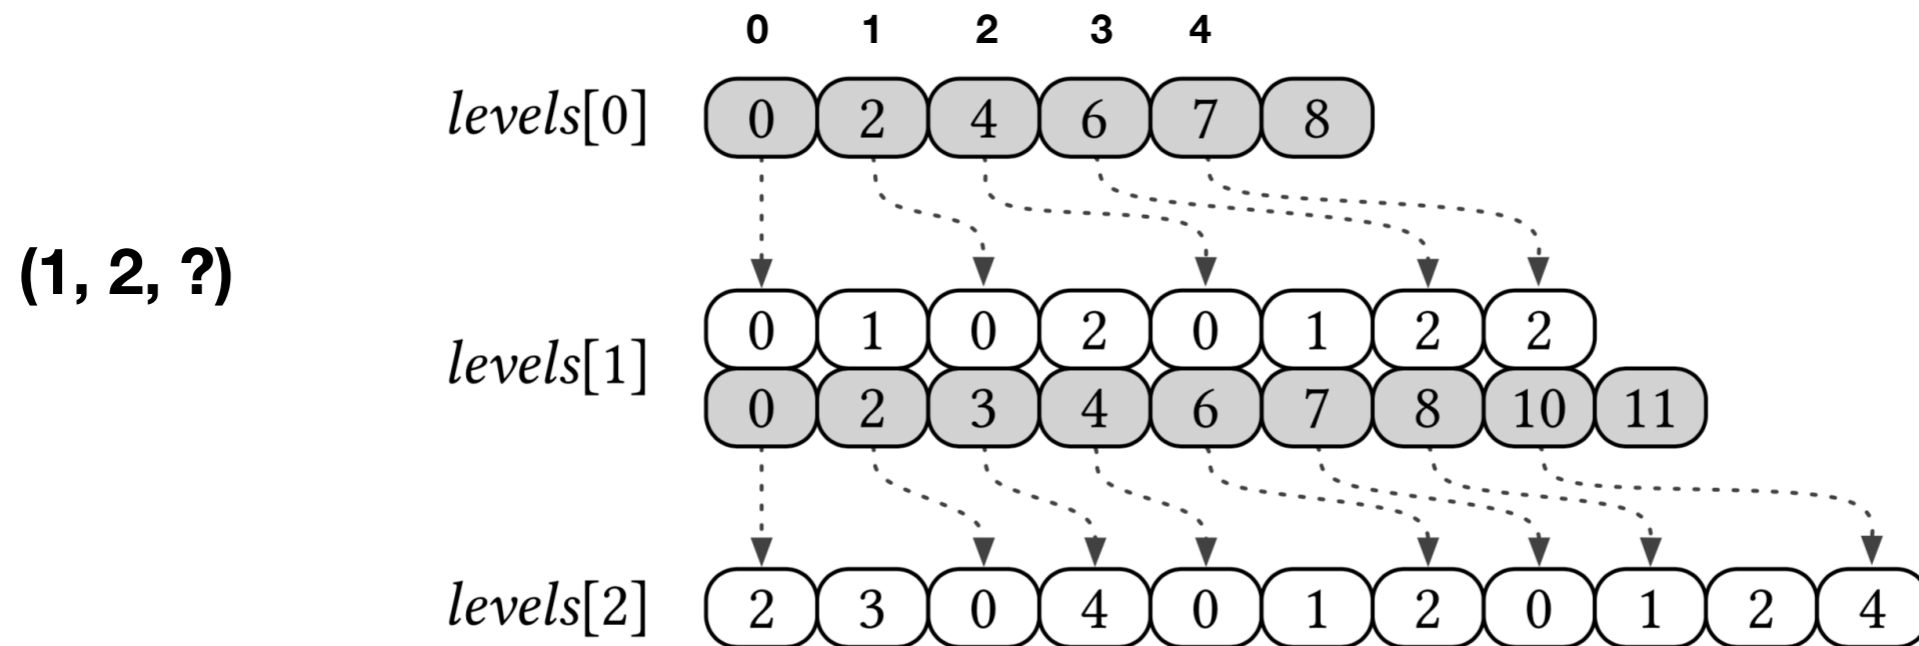 0 1 2 3 4
levels[0] 0 2 4 6 7 8
(1, 2, ?)
levels[1] 0 1 0 2 0 1 2 2
0 2 3 4 6 7 8 10 11
levels[2] 2 3 0 4 0 1 2 0 1 2 4